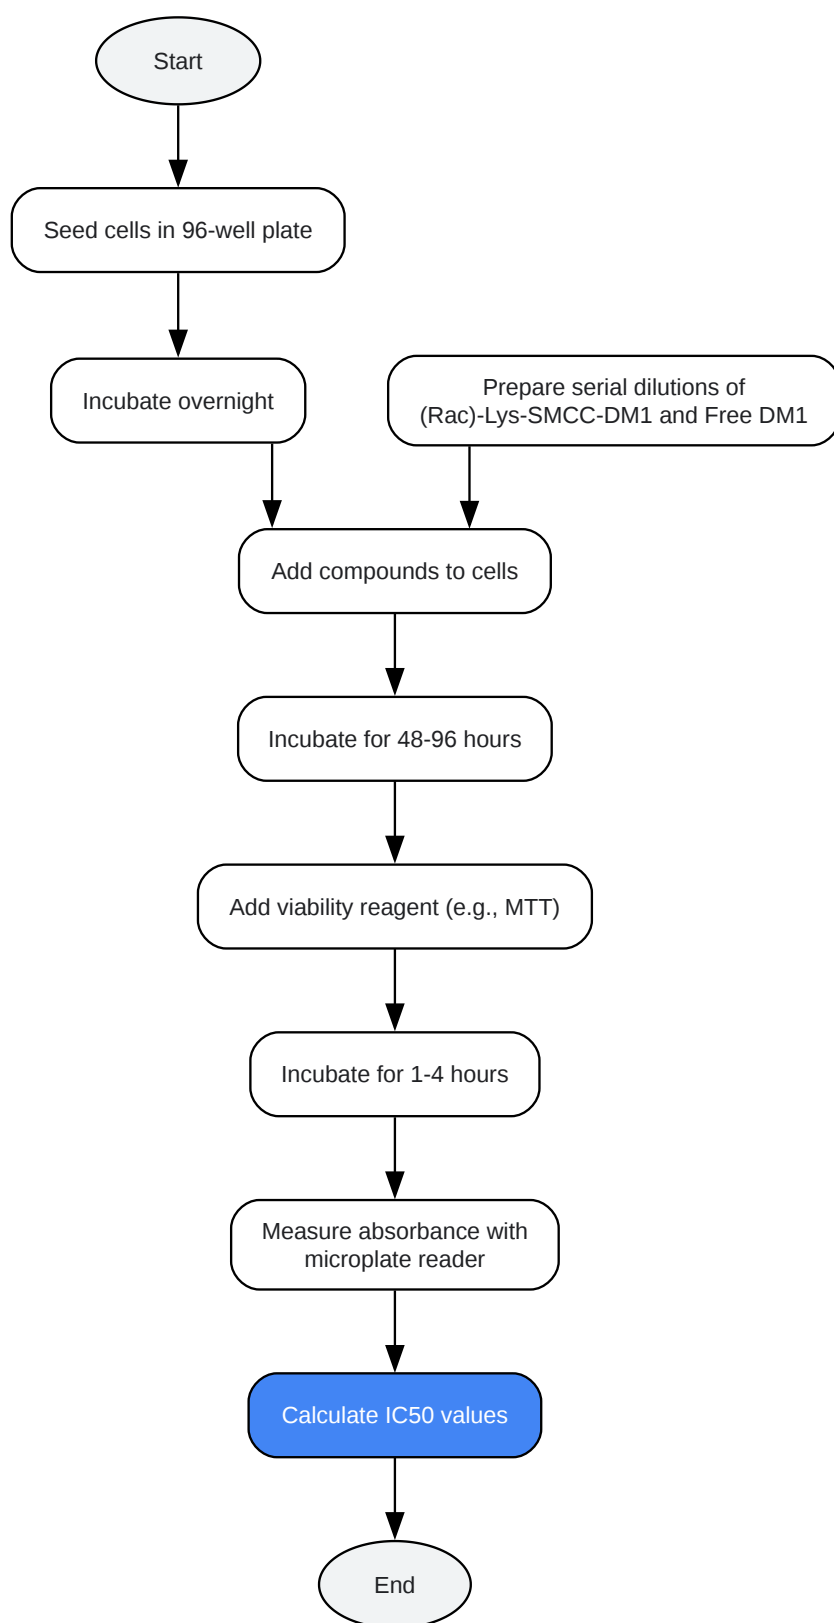 Start
Seed cells in 96-well plate
Incubate overnight
Prepare serial dilutions of
(Rac)-Lys-SMCC-DM1 and Free DM1
Add compounds to cells
Incubate for 48-96 hours
Add viability reagent (e.g., MTT)
Incubate for 1-4 hours
Measure absorbance with
microplate reader
Calculate IC50 values
End